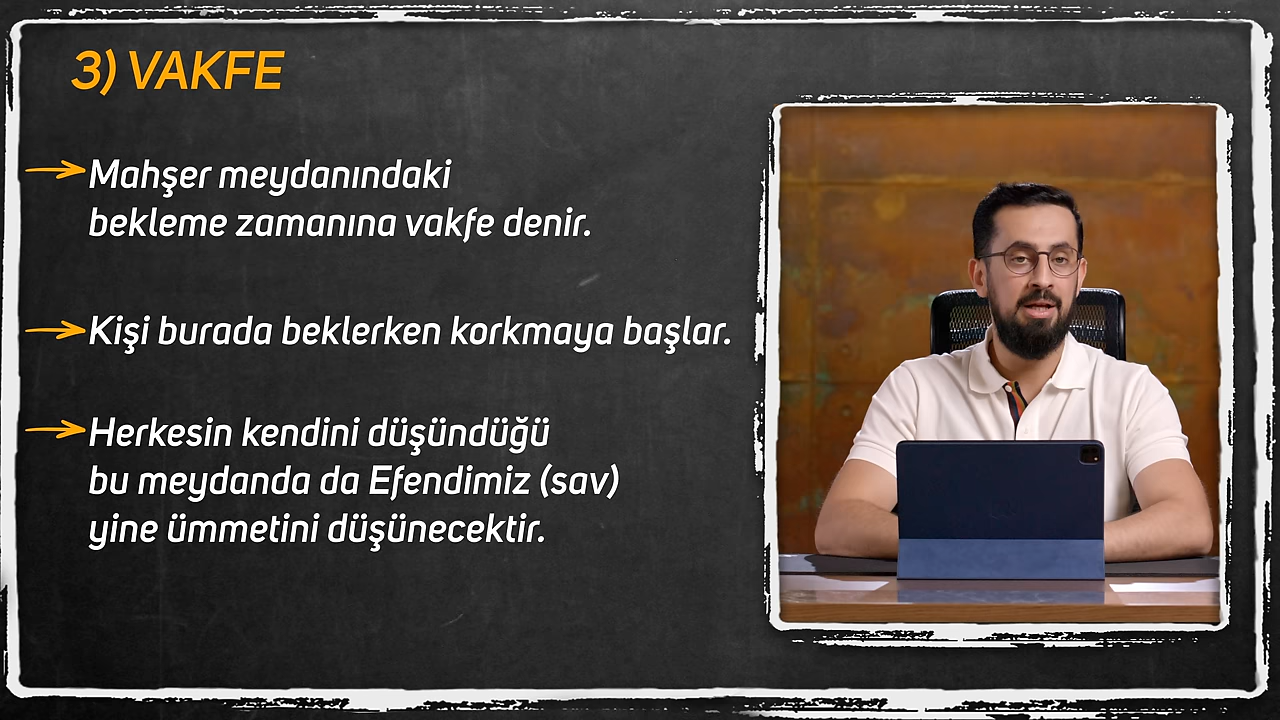 3) VAKFE
Mahşer meydanındaki
bekleme zamanına vakfe denir.
Kişi burada beklerken korkmaya başlar.
Herkesin kendini düşündüğü
bu meydanda da Efendimiz (sav)
yine ümmetini düşünecektir.